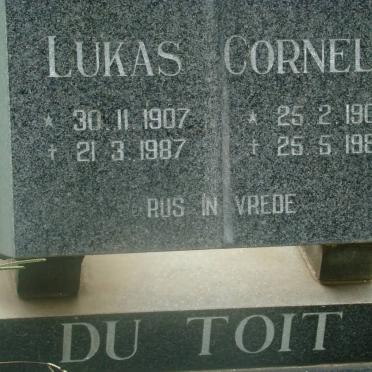 LUKAS CORNEL
* 30.11.1907 * 25.2.190
† 21.3.1987 † 25.5.198
RUS IN VREDE
DU TOIT